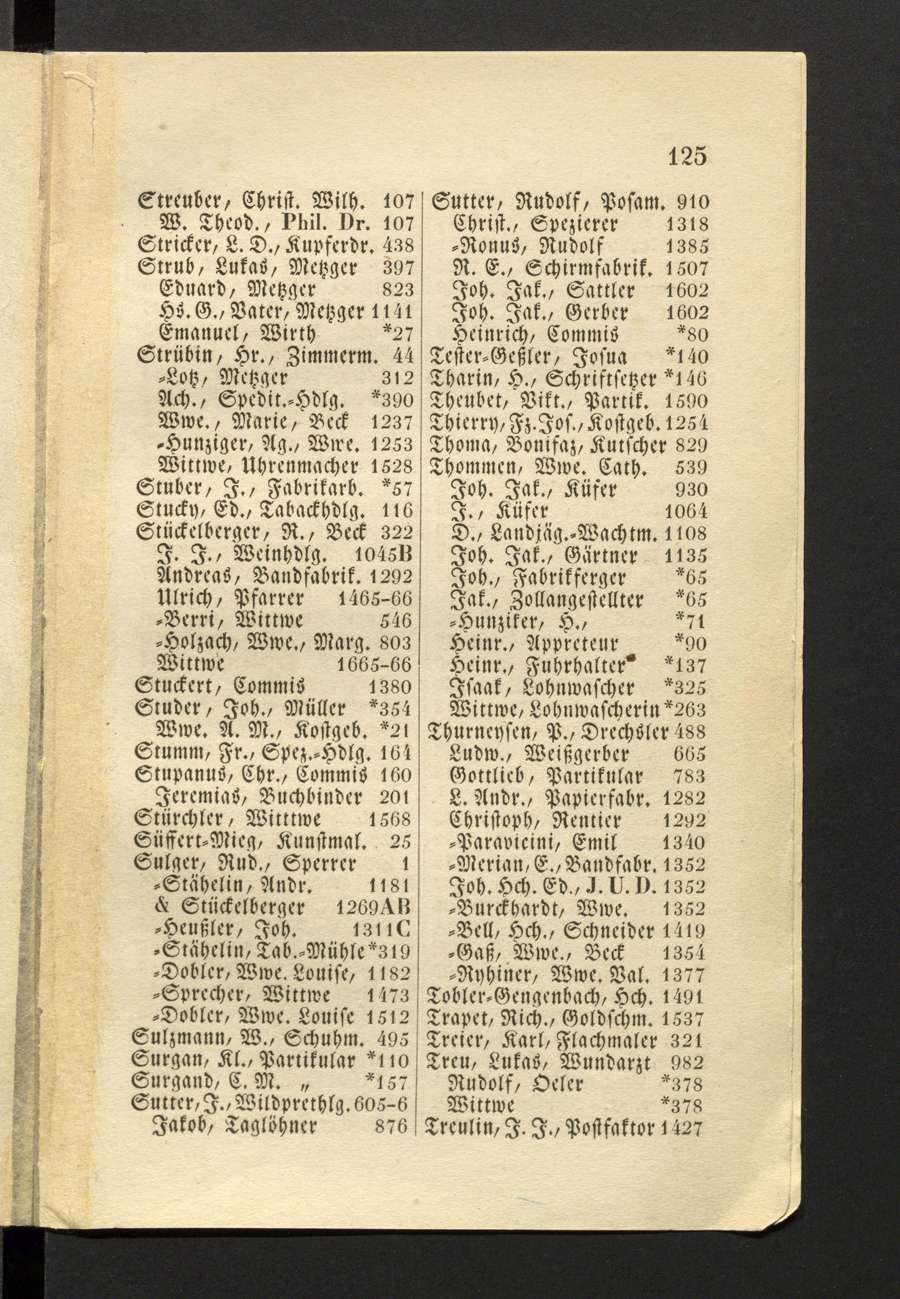 125
Streuber, Christ. Wilh. 107
W. Theod., Phil. Dr. 107
Stricker, L. D., Kupferdr. 438
Strub, Lukas, Metzger 397
Eduard, Metzger 823
Hs. G., Vater, Metzger 1141
Emanuel, Wirth *27
Strübin, Hr., Zimmerm. 44
-Lotz, Metzger 312
Ach., Spedit.-Hdlg. *390
Wwe., Marie, Beck 1237
-Hunziger, Ag., Wwe. 1253
Wittwe, Uhrenmacher 1528
Stuber, J., Fabrikarb. *57
Stucky, Ed., Tabackhdlg. 116
Stückelberger, R., Beck 322
J. J., Weinhdlg. 1045B
Andreas, Bandfabrik. 1292
Ulrich, Pfarrer 1465-66
-Berri, Wittwe 546
-Holzach, Wwe., Marg. 803
Wittwe 1665-66
Stuckert, Commis 1380
Studer, Joh., Müller *354
Wwe. A. M., Kostgeb. *21
Stumm, Fr., Spez.-Hdlg. 164
Stupanus, Chr., Commis 160
Jeremias, Buchbinder 201
Stürchler, Witttwe 1568
Süffert-Mieg, Kunstmal. 25
Sulger, Rud., Sperrer 1
-Stähelin, Andr. 1181
& Stückelberger 1269AB
-Heußler, Joh. 1311C
-Stähelin, Tab.-Mühle *319
-Dobler, Wwe. Louise, 1182
-Sprecher, Wittwe 1473
-Dobler, Wwe. Louise 1512
Sulzmann, W., Schuhm. 495
Surgan, Kl., Partikular *110
Surgand, C. M. „ *157
Sutter, J., Wildprethlg. 605-6
Jakob, Taglöhner 876
Sutter, Rudolf, Posam. 910
Christ., Spezierer 1318
-Ronus, Rudolf 1385
R. E., Schirmfabrik. 1507
Joh. Jak., Sattler 1602
Joh. Jak., Gerber 1602
Heinrich, Commis *80
Tester-Geßler, Josua *140
Tharin, H., Schriftsetzer *146
Theubet, Vikt., Partik. 1590
Thierry, Fz. Jos., Kostgeb. 1254
Thoma, Bonifaz, Kutscher 829
Thommen, Wwe. Cath. 539
Joh. Jak., Küfer 930
J., Küfer 1064
D., Landjäg.-Wachtm. 1108
Joh. Jak., Gärtner 1135
Joh., Fabrikferger *65
Jak., Zollangestellter *65
-Hunziker, H., *71
Heinr., Appreteur *90
Heinr., Fuhrhalter *137
Isaak, Lohnwascher *325
Wittwe, Lohnwascherin *263
Thurneysen, P., Drechsler 488
Ludw., Weißgerber 665
Gottlieb, Partikular 783
L. Andr., Papierfabr. 1282
Christoph, Rentier 1292
-Paravicini, Emil 1340
-Merian, E., Bandfabr. 1352
Joh. Hch. Ed., J. U. D. 1352
-Burckhardt, Wwe. 1352
-Bell, Hch., Schneider 1419
-Gaß, Wwe., Beck 1354
-Ryhiner, Wwe. Val. 1377
Tobler-Gengenbach, Hch. 1491
Trapet, Rich., Goldschm. 1537
Treier, Karl, Flachmaler 321
Treu, Lukas, Wundarzt 982
Rudolf, Oeler *378
Wittwe *378
Treulin, J. J., Postfaktor 1427